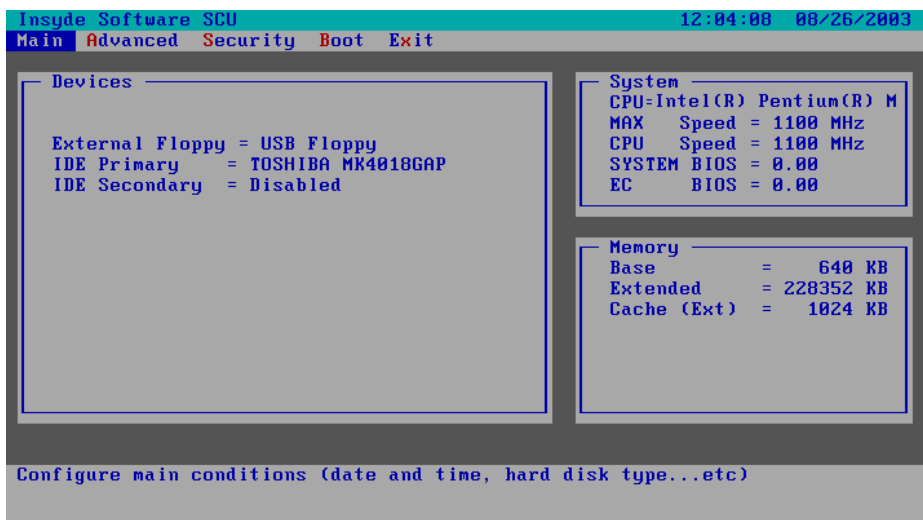 Insyde Software SCU 12:04:08 08/26/2003
Main Advanced Security Boot Exit
Devices
External Floppy = USB Floppy
IDE Primary = TOSHIBA MK4018GAP
IDE Secondary = Disabled
System
CPU=Intel(R) Pentium(R) M
MAX Speed = 1100 MHz
CPU Speed = 1100 MHz
SYSTEM BIOS = 0.00
EC BIOS = 0.00
Memory
Base = 640 KB
Extended = 228352 KB
Cache (Ext) = 1024 KB
Configure main conditions (date and time, hard disk type...etc)